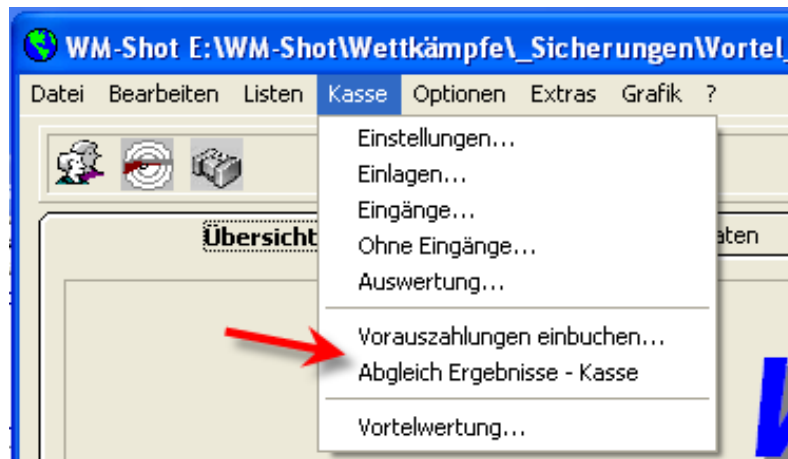 WM-Shot E:\WM-Shot\Wettkämpfe\_Sicherungen\Vortel_
Datei Bearbeiten Listen Kasse Optionen Extras Grafik ?
Einstellungen...
Einlagen...
Eingänge...
Ohne Eingänge...
Auswertung...
Vorauszahlungen einbuchen...
Abgleich Ergebnisse - Kasse
Vortelwertung...
Übersicht